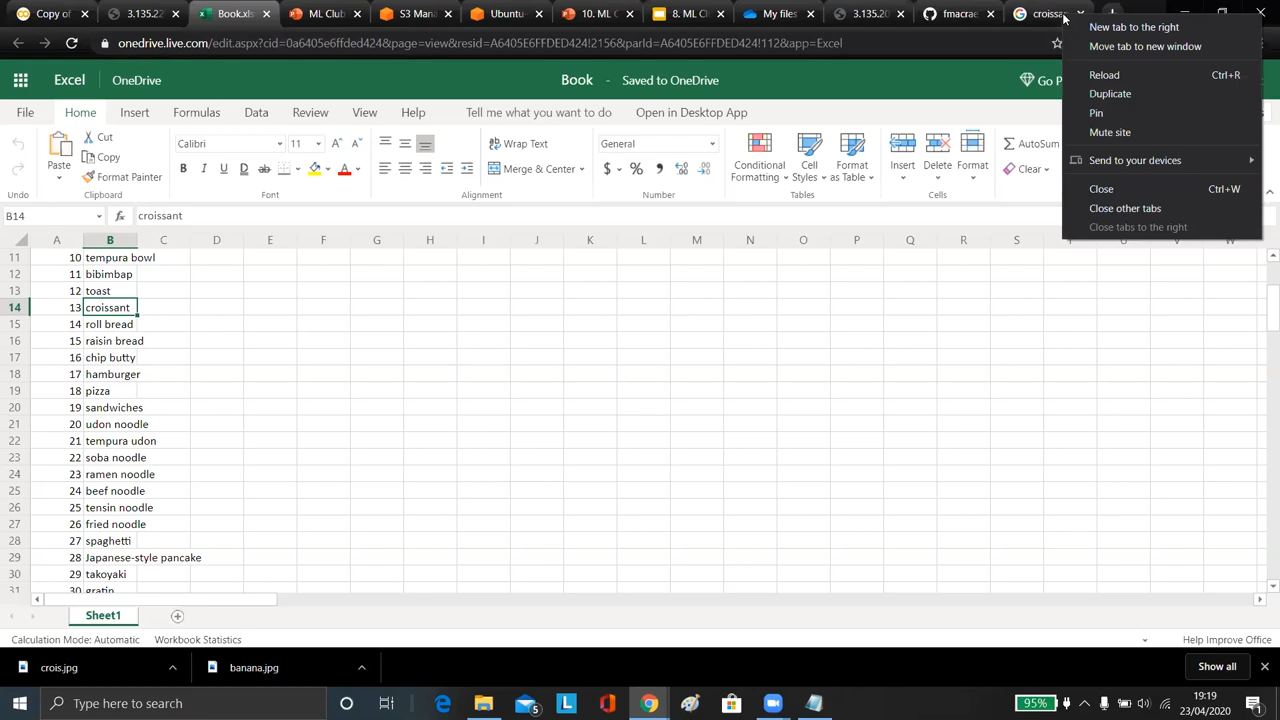 Copy of
3.135.22
Book.xlsx
ML Club
S3 Mana
Ubuntu
10. ML C
8. ML Cl
My files
3.135.20
fmacrae
croissa
onedrive.live.com/edit.aspx?cid=0a6405e6ffded424&page=view&resid=A6405E6FFDED424!2156&parId=A6405E6FFDED424!112&app=Excel
New tab to the right
Move tab to new window
Reload Ctrl+R
Duplicate
Pin
Mute site
Send to your devices
Close Ctrl+W
Close other tabs
Close tabs to the right
Excel OneDrive Book - Saved to OneDrive Go P
File Home Insert Formulas Data Review View Help Tell me what you want to do Open in Desktop App
Paste Cut Copy Format Painter
Calibri 11
B I U D ab A
Wrap Text
Merge & Center
General
$ % ,
Conditional Formatting
Cell Styles
Format as Table
Insert Delete Format
AutoSum
Clear
Undo Clipboard Font Alignment Number Tables Cells
B14 fx croissant
A B C D E F G H I J K L M N O P Q R S T U V W
11 10 tempura bowl
12 11 bibimbap
13 12 toast
14 13 croissant
15 14 roll bread
16 15 raisin bread
17 16 chip butty
18 17 hamburger
19 18 pizza
20 19 sandwiches
21 20 udon noodle
22 21 tempura udon
23 22 soba noodle
24 23 ramen noodle
25 24 beef noodle
26 25 tensin noodle
27 26 fried noodle
28 27 spaghetti
29 28 Japanese-style pancake
30 29 takoyaki
31 30 gratin
Sheet1
Calculation Mode: Automatic Workbook Statistics Help Improve Office
crois.jpg banana.jpg Show all
Type here to search
5
L
95%
19:19
23/04/2020
1